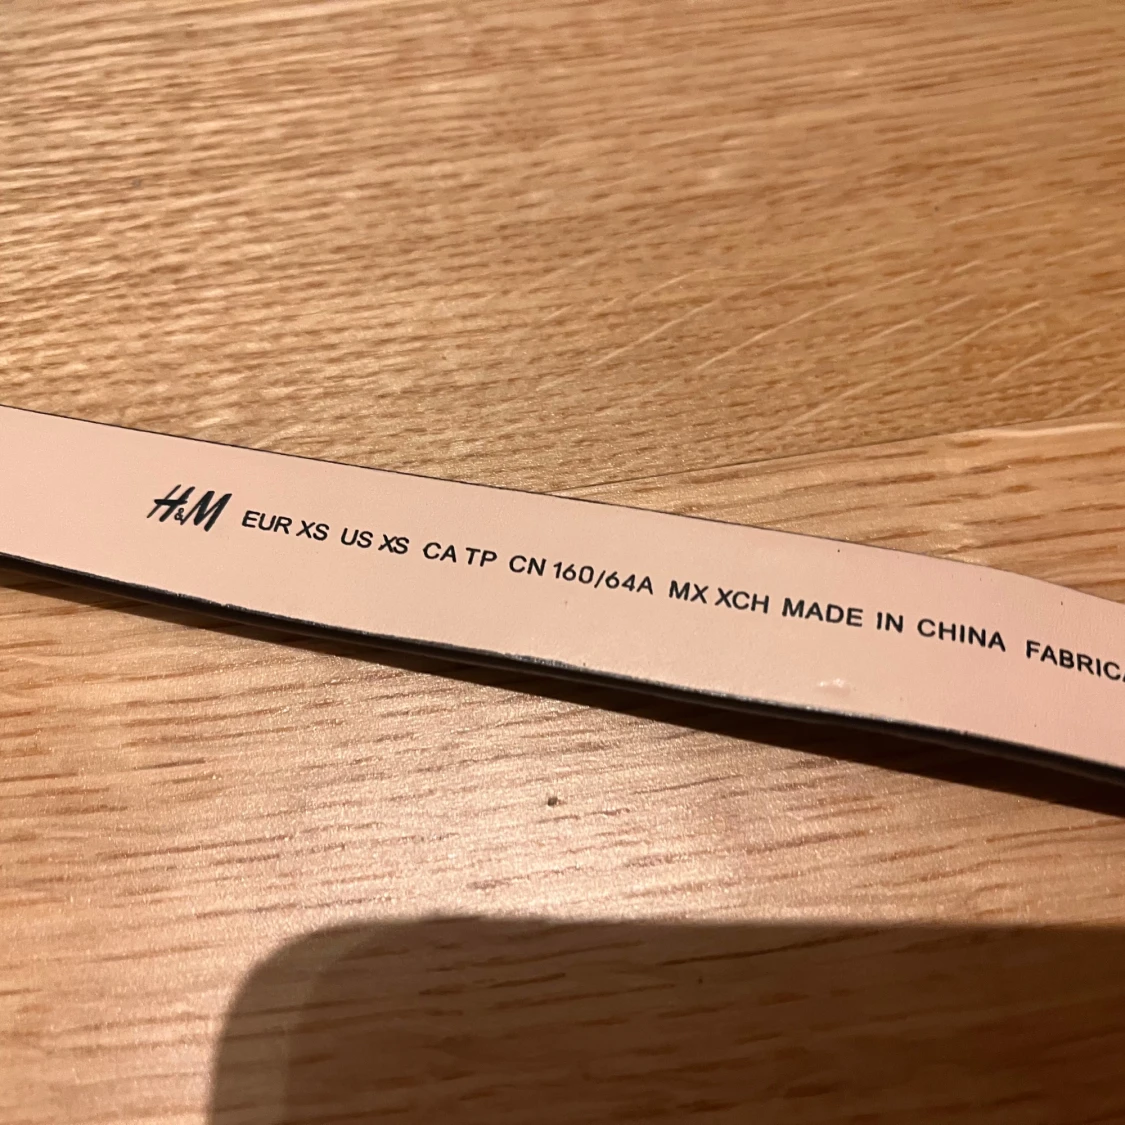 H&M EUR XS US XS CA TP CN 160/64A MX XCH MADE IN CHINA